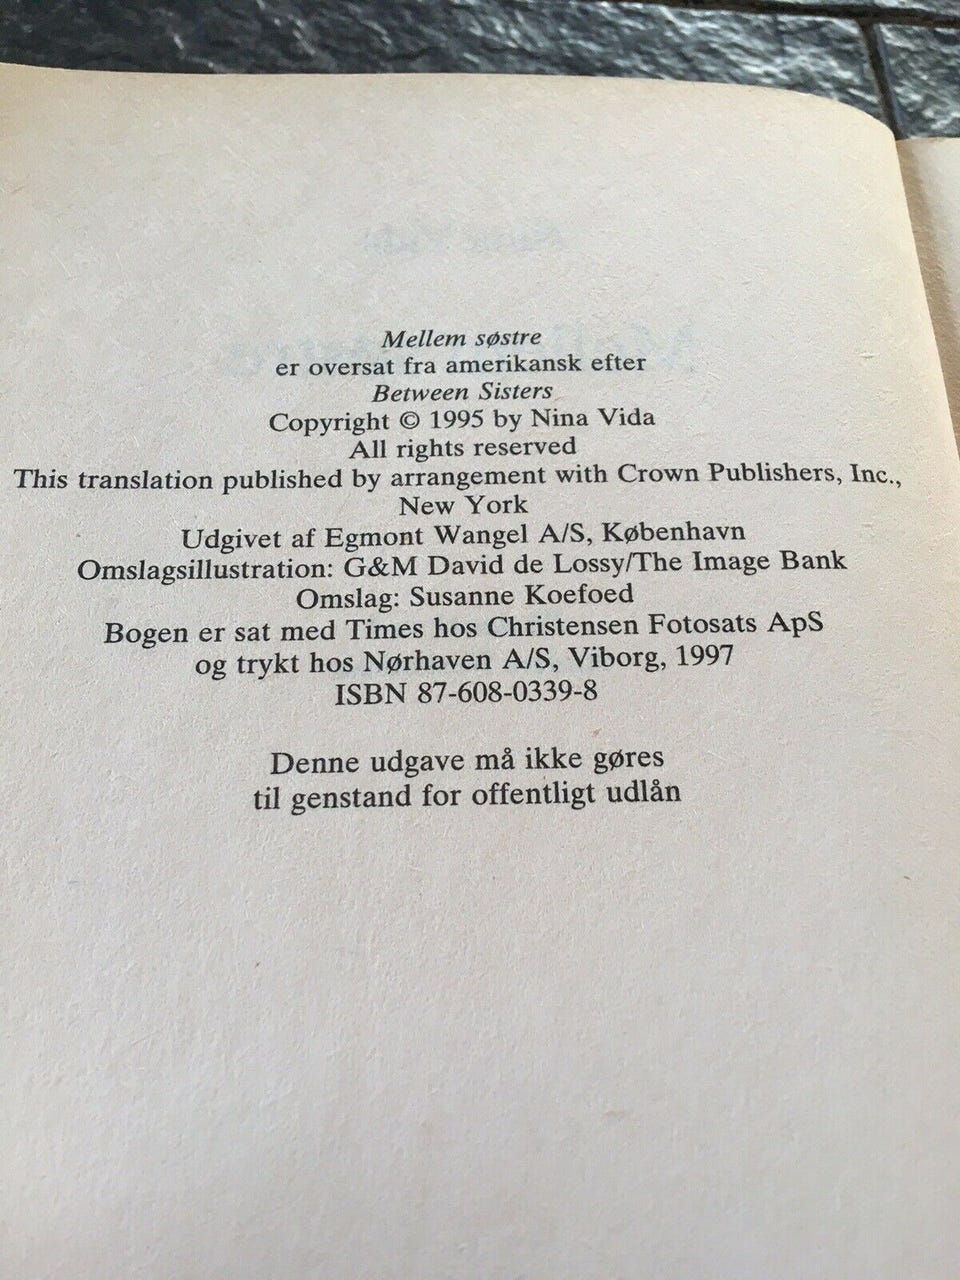 Mellem søstre
er oversat fra amerikansk efter
Between Sisters
Copyright © 1995 by Nina Vida
All rights reserved
This translation published by arrangement with Crown Publishers, Inc.,
New York
Udgivet af Egmont Wangel A/S, København
Omslagsillustration: G&M David de Lossy/The Image Bank
Omslag: Susanne Koefoed
Bogen er sat med Times hos Christensen Fotosats ApS
og trykt hos Nørhaven A/S, Viborg, 1997
ISBN 87-608-0339-8
Denne udgave må ikke gøres
til genstand for offentligt udlån